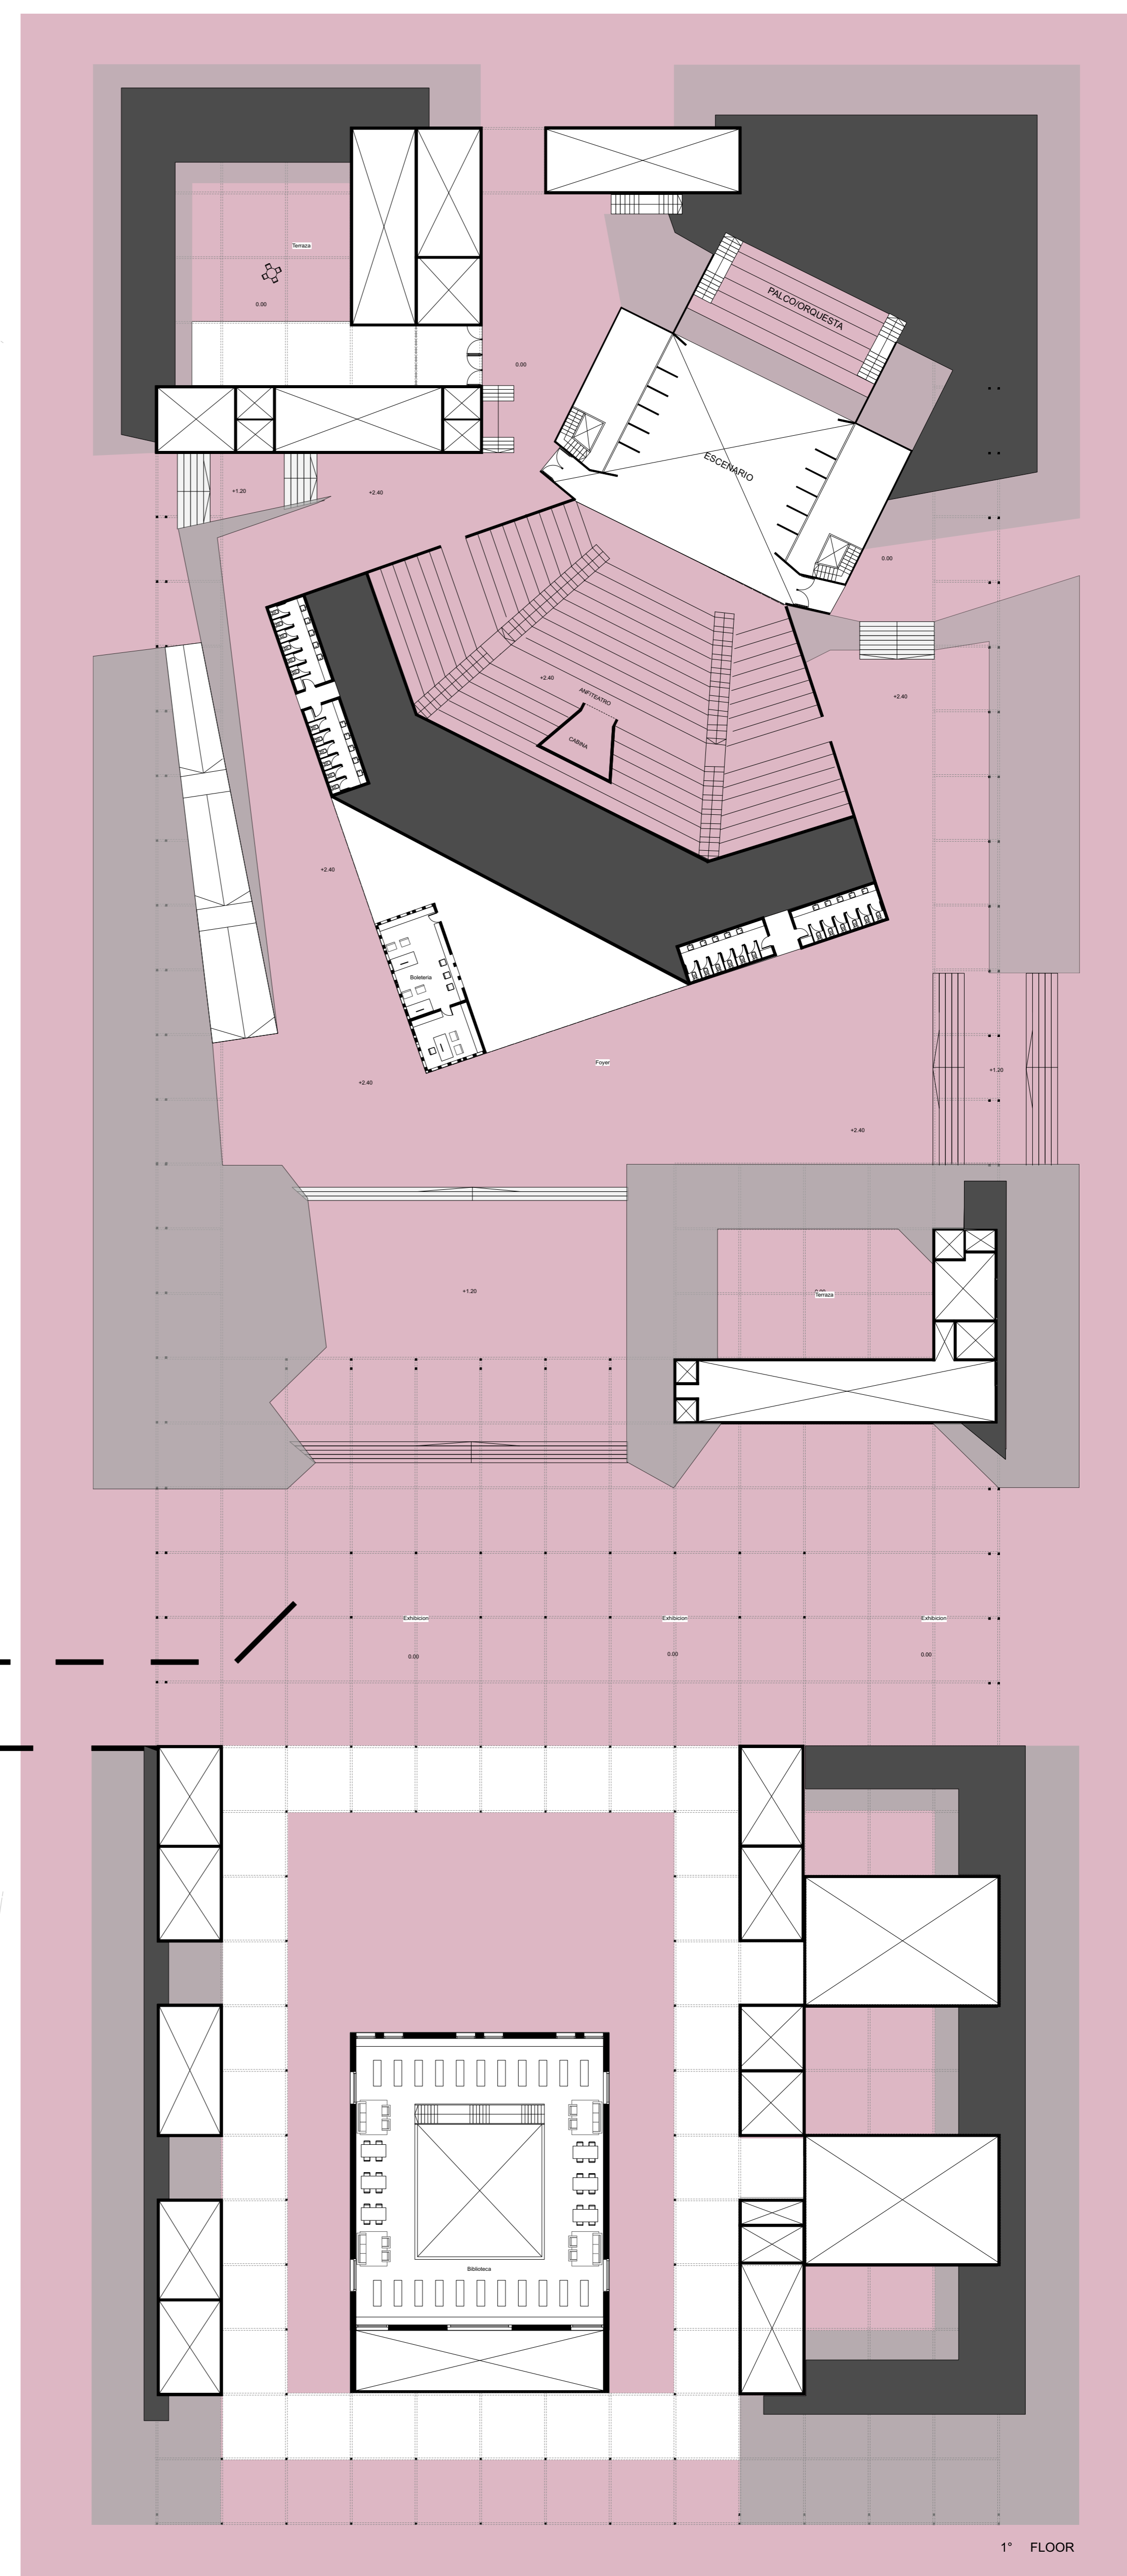 Terraza
0.00
PALCO/ORQUESTA
0.00
ESCENARIO
+1.20
+2.40
0.00
+2.40
ANFITEATRO
CABINA
+2.40
+2.40
Boleteria
Foyer
+1.20
+2.40
+2.40
+1.20
0.00
Terraza
Exhibicion
Exhibicion
Exhibicion
0.00
0.00
0.00
Biblioteca
1° FLOOR